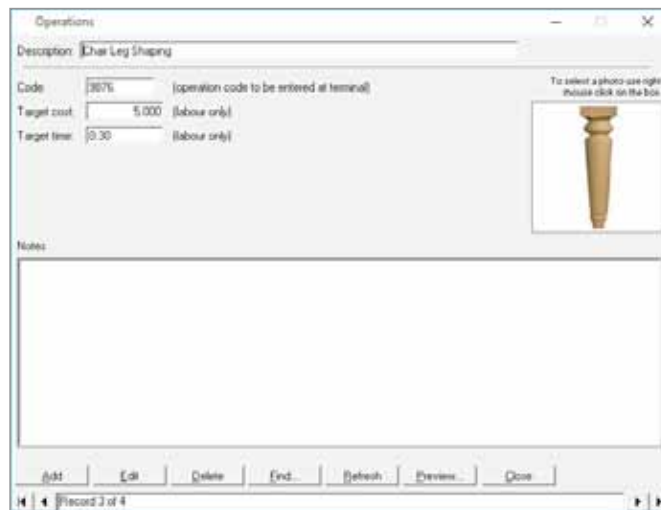 Operations
Description: Chair Leg Shaping
To select a photo use right
mouse click on the box
Code: 3876 (operation code to be entered at terminal)
Target cost: 5.000 (labour only)
Target time: 0.30 (labour only)
Notes
Add Edit Delete Find... Refresh Preview... Close
Record 3 of 4